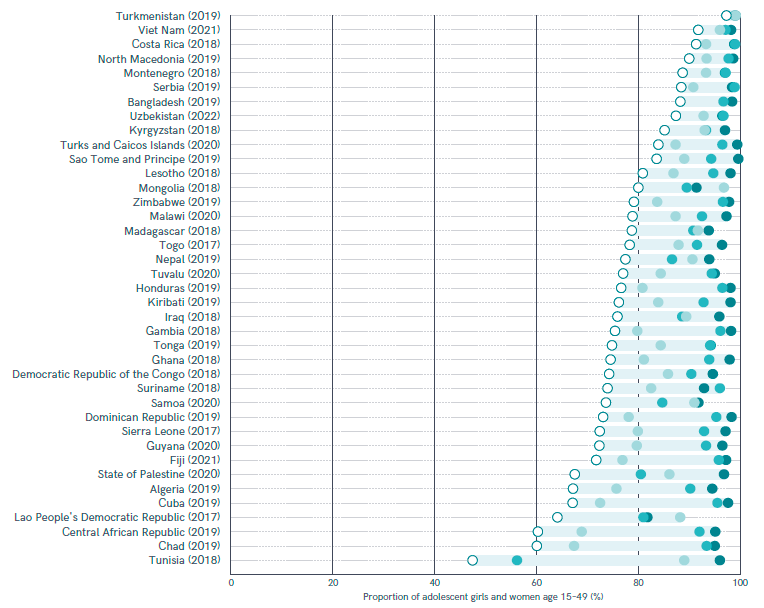 Turkmenistan (2019)
Viet Nam (2021)
Costa Rica (2018)
North Macedonia (2019)
Montenegro (2018)
Serbia (2019)
Bangladesh (2019)
Uzbekistan (2022)
Kyrgyzstan (2018)
Turks and Caicos Islands (2020)
Sao Tome and Principe (2019)
Lesotho (2018)
Mongolia (2018)
Zimbabwe (2019)
Malawi (2020)
Madagascar (2018)
Togo (2017)
Nepal (2019)
Tuvalu (2020)
Honduras (2019)
Kiribati (2019)
Iraq (2018)
Gambia (2018)
Tonga (2019)
Ghana (2018)
Democratic Republic of the Congo (2018)
Suriname (2018)
Samoa (2020)
Dominican Republic (2019)
Sierra Leone (2017)
Guyana (2020)
Fiji (2021)
State of Palestine (2020)
Algeria (2019)
Cuba (2019)
Lao People's Democratic Republic (2017)
Central African Republic (2019)
Chad (2019)
Tunisia (2018)
0 20 40 60 80 100
Proportion of adolescent girls and women age 15–49 (%)